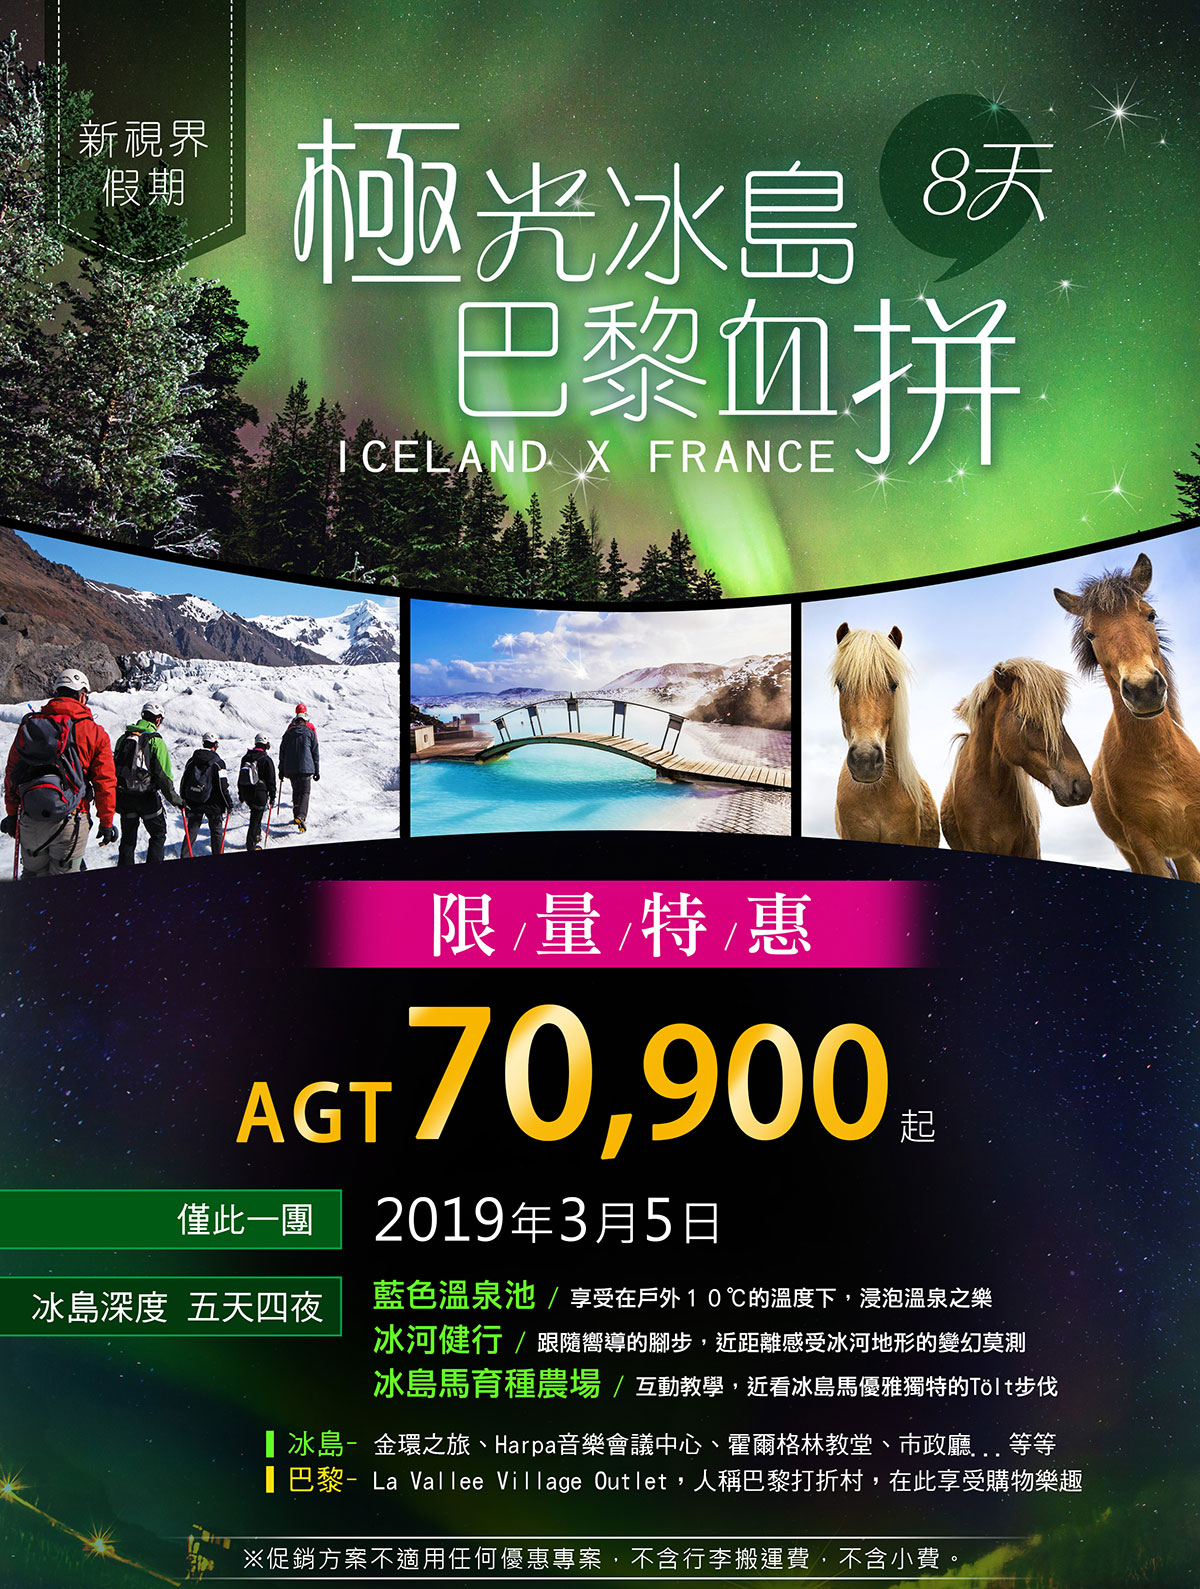 新視界
假期
極光冰島
8天
巴黎血拼
ICELAND X FRANCE
限/量/特/惠
AGT70,900起
僅此一團 2019年3月5日
冰島深度 五天四夜
藍色溫泉池 / 享受在戶外10℃的溫度下，浸泡溫泉之樂
冰河健行 / 跟隨嚮導的腳步，近距離感受冰河地形的變幻莫測
冰島馬育種農場 / 互動教學，近看冰島馬優雅獨特的Tölt步伐
冰島- 金環之旅、Harpa音樂會議中心、霍爾格林教堂、市政廳...等等
巴黎- La Vallee Village Outlet，人稱巴黎打折村，在此享受購物樂趣
※促銷方案不適用任何優惠專案，不含行李搬運費，不含小費。